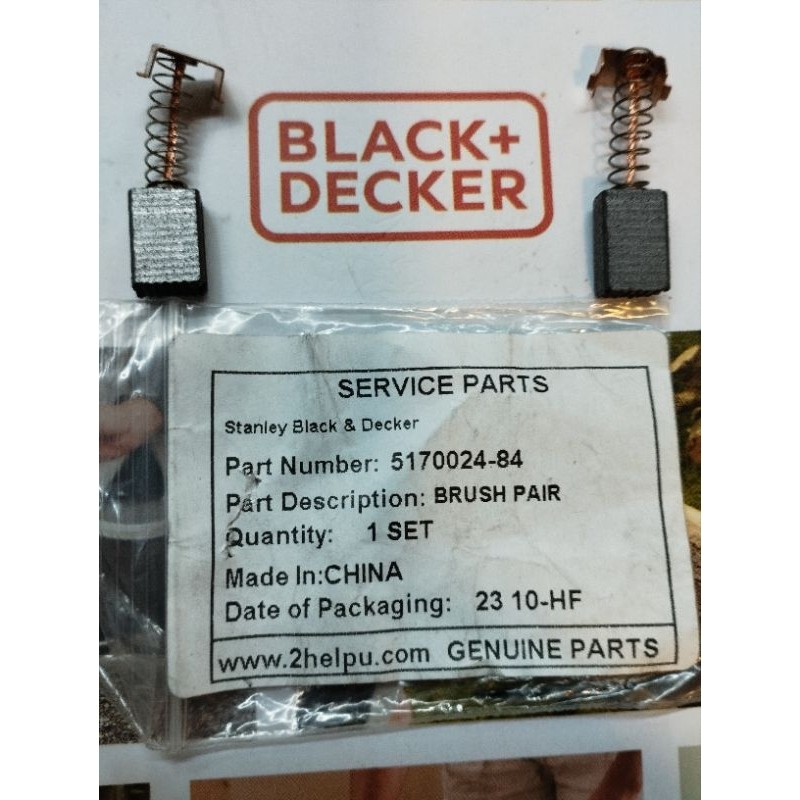 BLACK+
DECKER
SERVICE PARTS
Stanley Black & Decker
Part Number: 5170024-84
Part Description: BRUSH PAIR
Quantity: 1 SET
Made In:CHINA
Date of Packaging: 23 10-HF
www.2helpu.com GENUINE PARTS